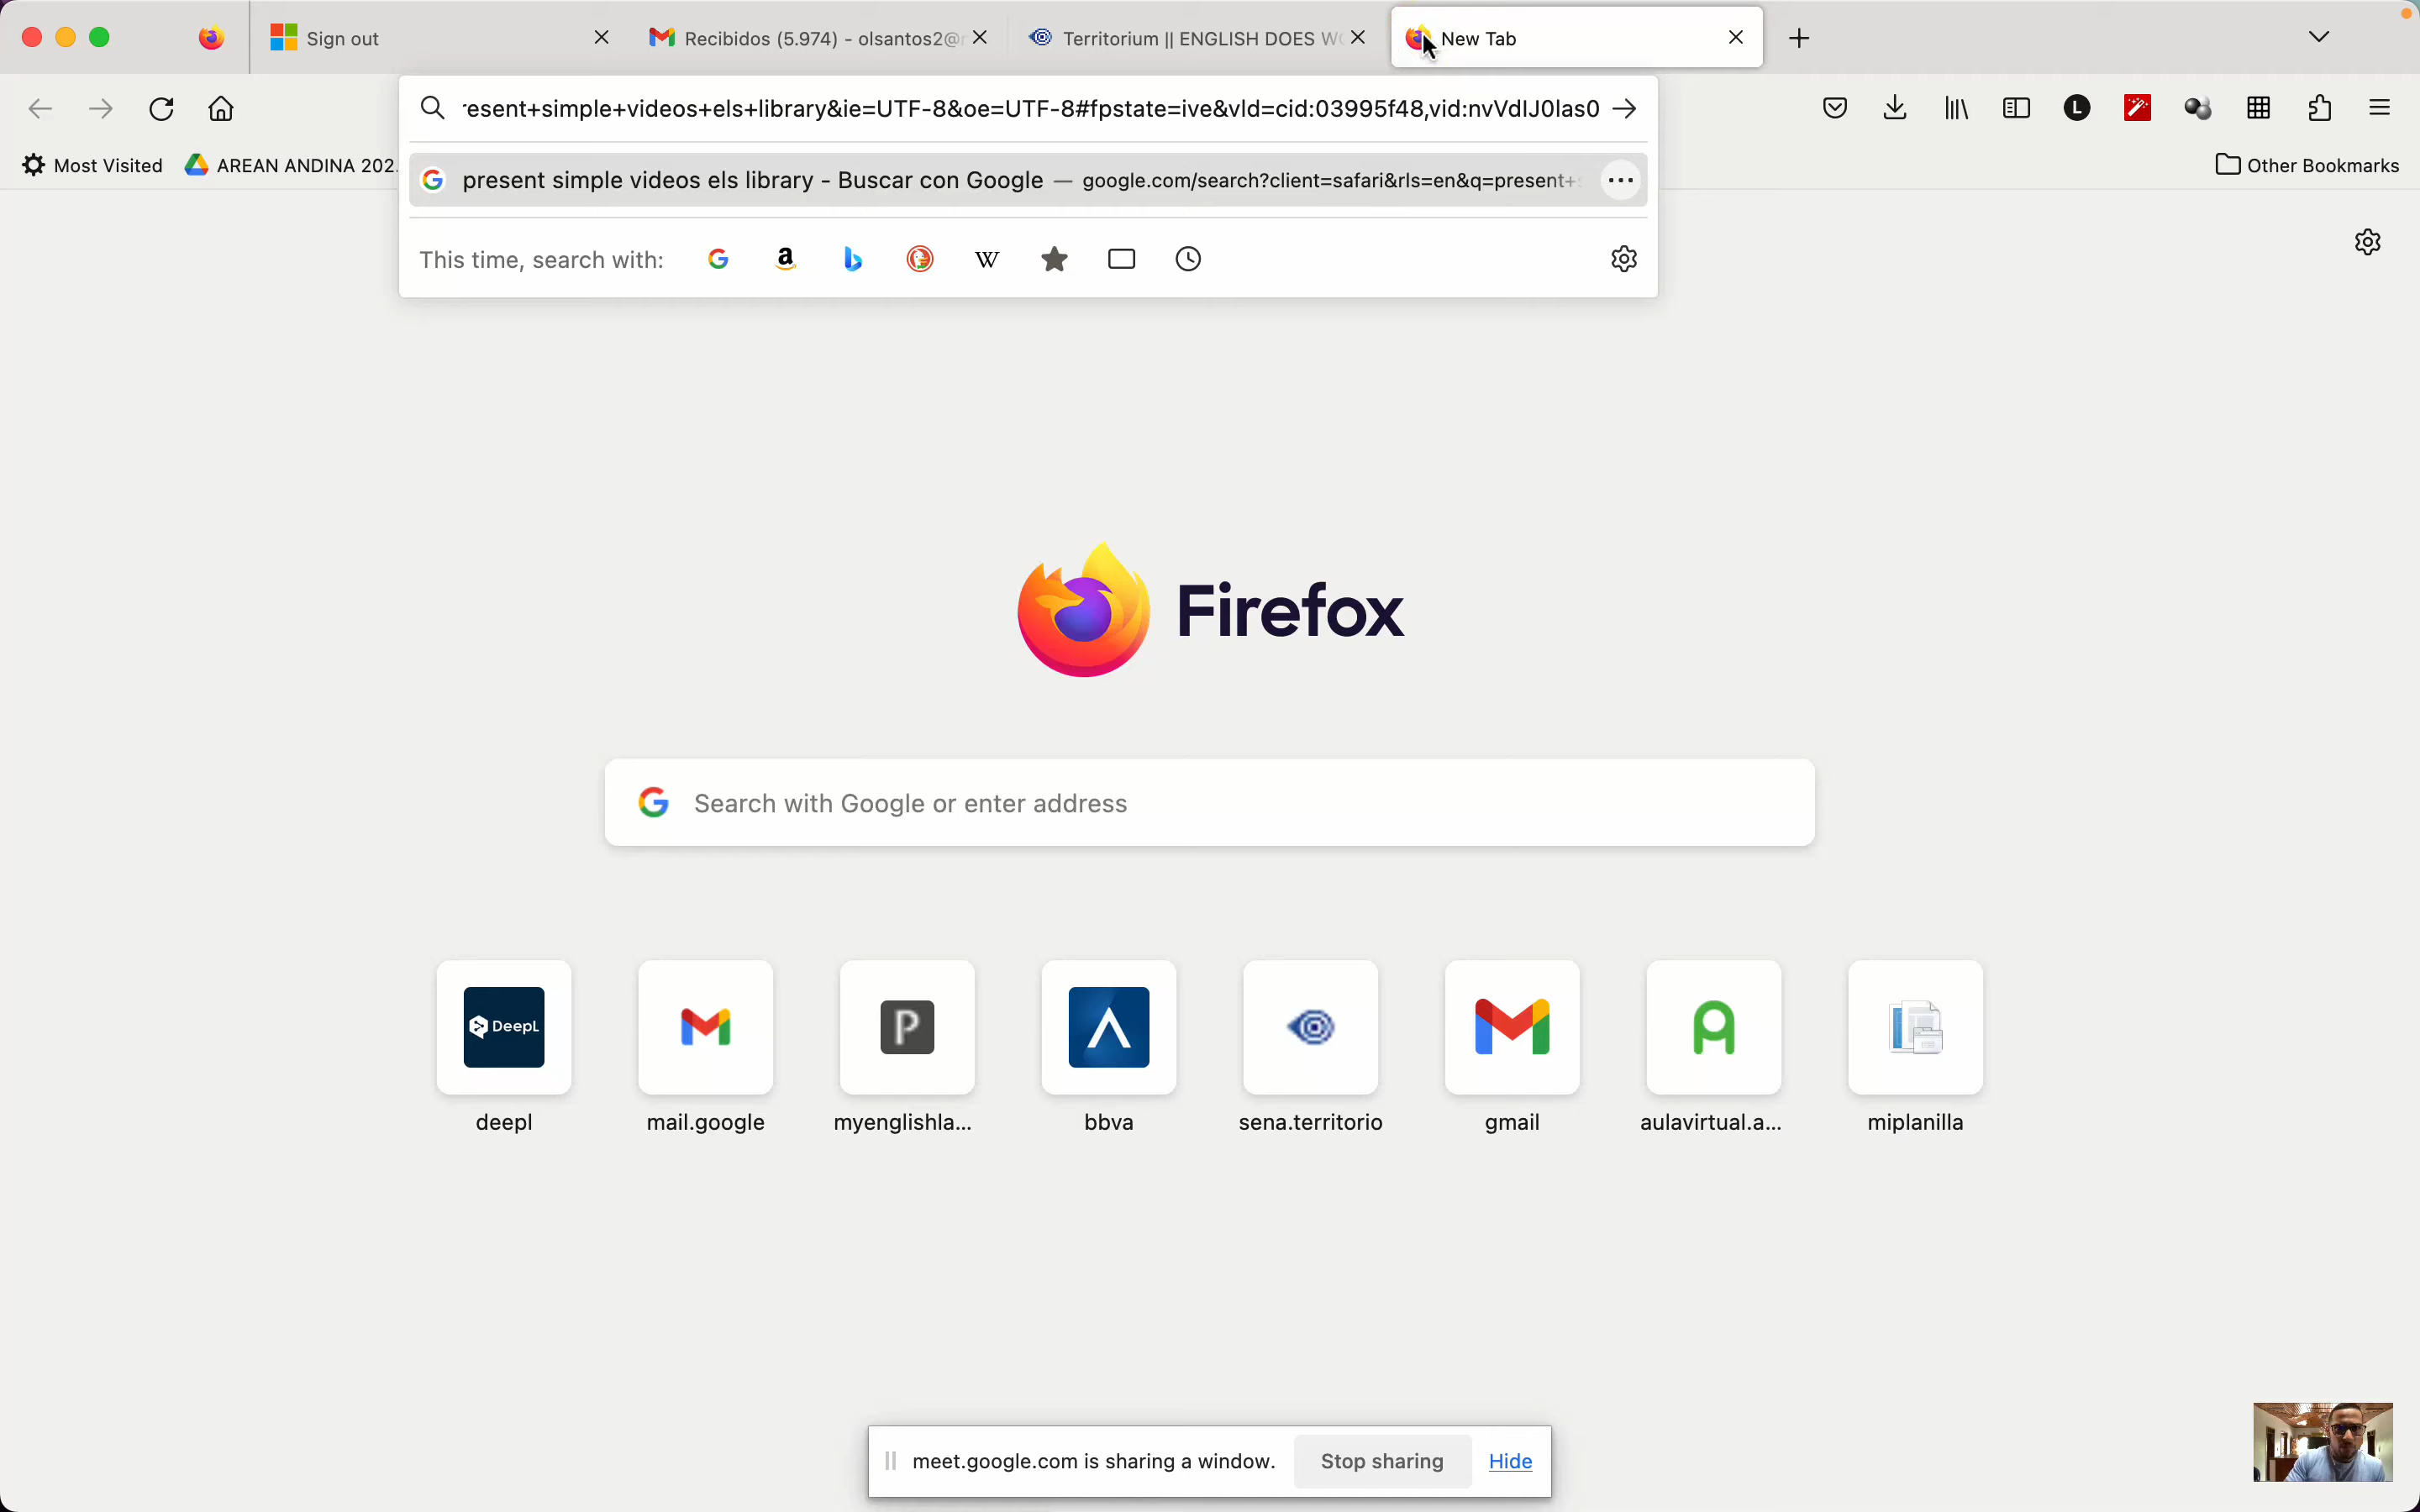 Sign out
Recibidos (5.974) - olsantos2@
Territorium || ENGLISH DOES W
New Tab
resent+simple+videos+els+library&ie=UTF-8&oe=UTF-8#fpstate=ive&vld=cid:03995f48,vid:nvVdIJ0las0
Most Visited
AREAN ANDINA 202.
Other Bookmarks
present simple videos els library - Buscar con Google — google.com/search?client=safari&rls=en&q=present+
This time, search with:
Firefox
Search with Google or enter address
DeepL
deepl
mail.google
myenglishla...
bbva
sena.territorio
gmail
aulavirtual.a...
miplanilla
meet.google.com is sharing a window.
Stop sharing
Hide